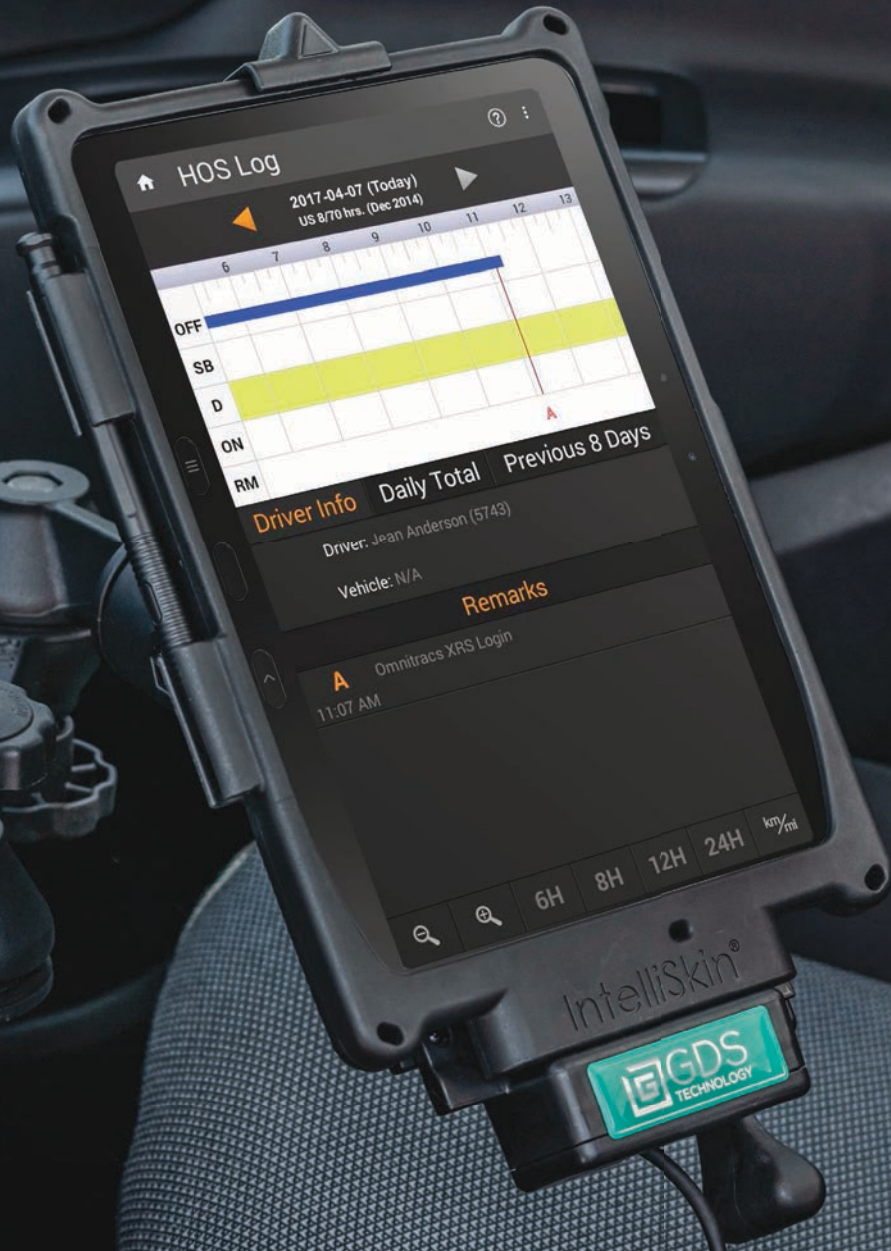 HOS Log
2017-04-07 (Today)
US 8/70 hrs. (Dec 2014)
6 7 8 9 10 11 12 13
OFF
SB
D
ON
RM
A
Driver Info Daily Total Previous 8 Days
Driver: Jean Anderson (5743)
Vehicle: N/A
Remarks
A Omnitracs XRS Login
11:07 AM
6H 8H 12H 24H km/mi
IntelliSkin®
GDS
TECHNOLOGY